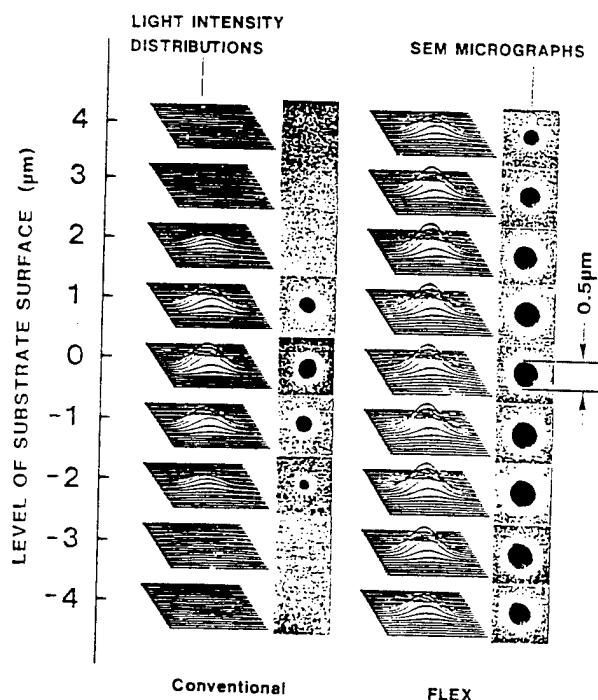 LIGHT INTENSITY
DISTRIBUTIONS
SEM MICROGRAPHS
LEVEL OF SUBSTRATE SURFACE (μm)
4
3
2
1
0
-1
-2
-3
-4
0.5μm
Conventional
FLEX